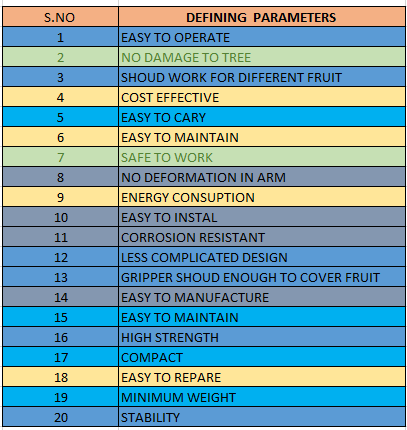 S.NO DEFINING PARAMETERS
1 EASY TO OPERATE
2 NO DAMAGE TO TREE
3 SHOUD WORK FOR DIFFERENT FRUIT
4 COST EFFECTIVE
5 EASY TO CARY
6 EASY TO MAINTAIN
7 SAFE TO WORK
8 NO DEFORMATION IN ARM
9 ENERGY CONSUPTION
10 EASY TO INSTAL
11 CORROSION RESISTANT
12 LESS COMPLICATED DESIGN
13 GRIPPER SHOUD ENOUGH TO COVER FRUIT
14 EASY TO MANUFACTURE
15 EASY TO MAINTAIN
16 HIGH STRENGTH
17 COMPACT
18 EASY TO REPARE
19 MINIMUM WEIGHT
20 STABILITY